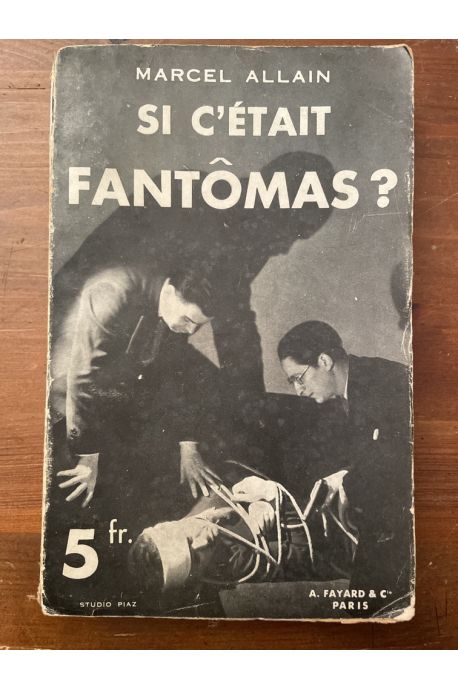 MARCEL ALLAIN
SI C'ÉTAIT
FANTÔMAS ?
5 fr.
STUDIO PIAZ
A. FAYARD & Cie
PARIS